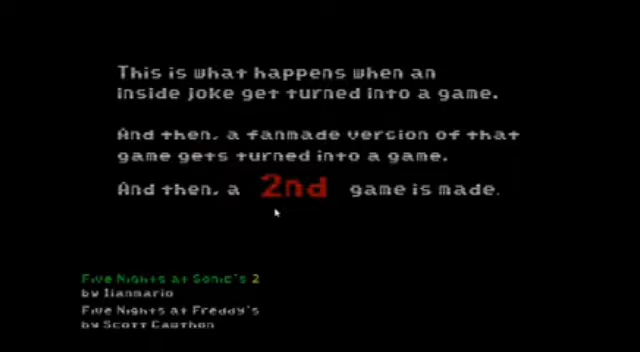 This is what happens when an
inside joke get turned into a game.
And then, a fanmade version of that
game gets turned into a game.
And then, a 2nd game is made.
Five Nights at Sonic's 2
by Ilanmario
Five Nights at Freddy's
by Scott Cawthon